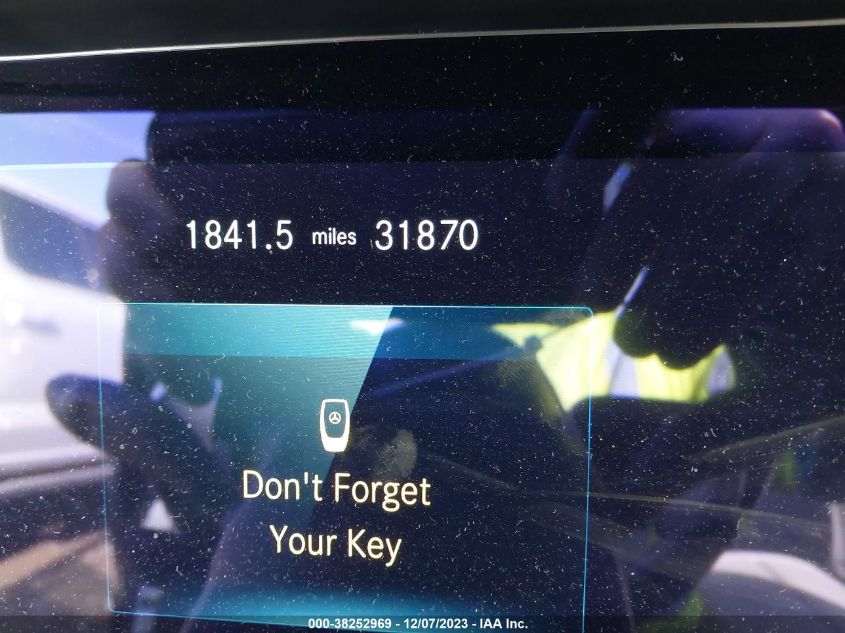 1841.5 miles 31870
Don't Forget
Your Key
000-38252969 - 12/07/2023 - IAA Inc.